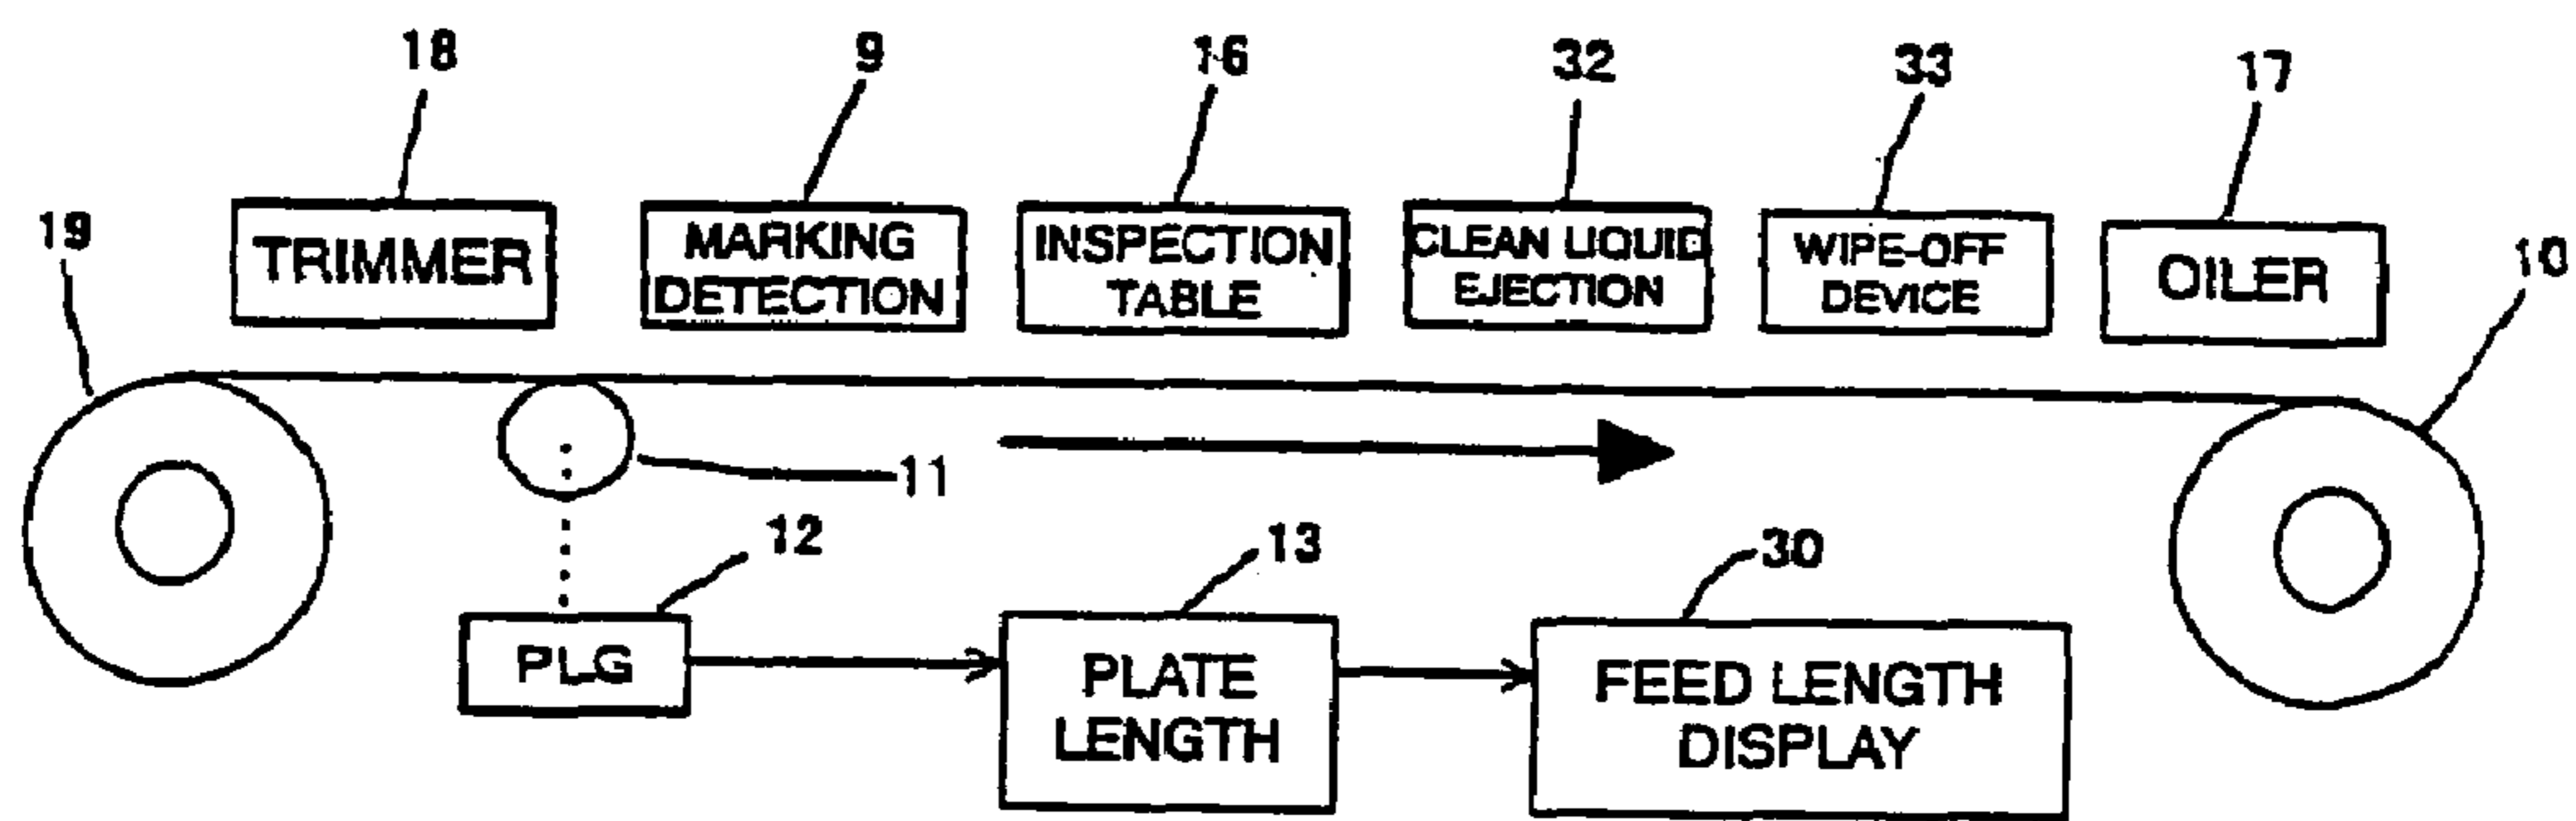 18
9
16
32
33
17
19
TRIMMER
MARKING
DETECTION
INSPECTION
TABLE
CLEAN LIQUID
EJECTION
WIPE-OFF
DEVICE
OILER
10
11
12
13
30
PLG
PLATE
LENGTH
FEED LENGTH
DISPLAY